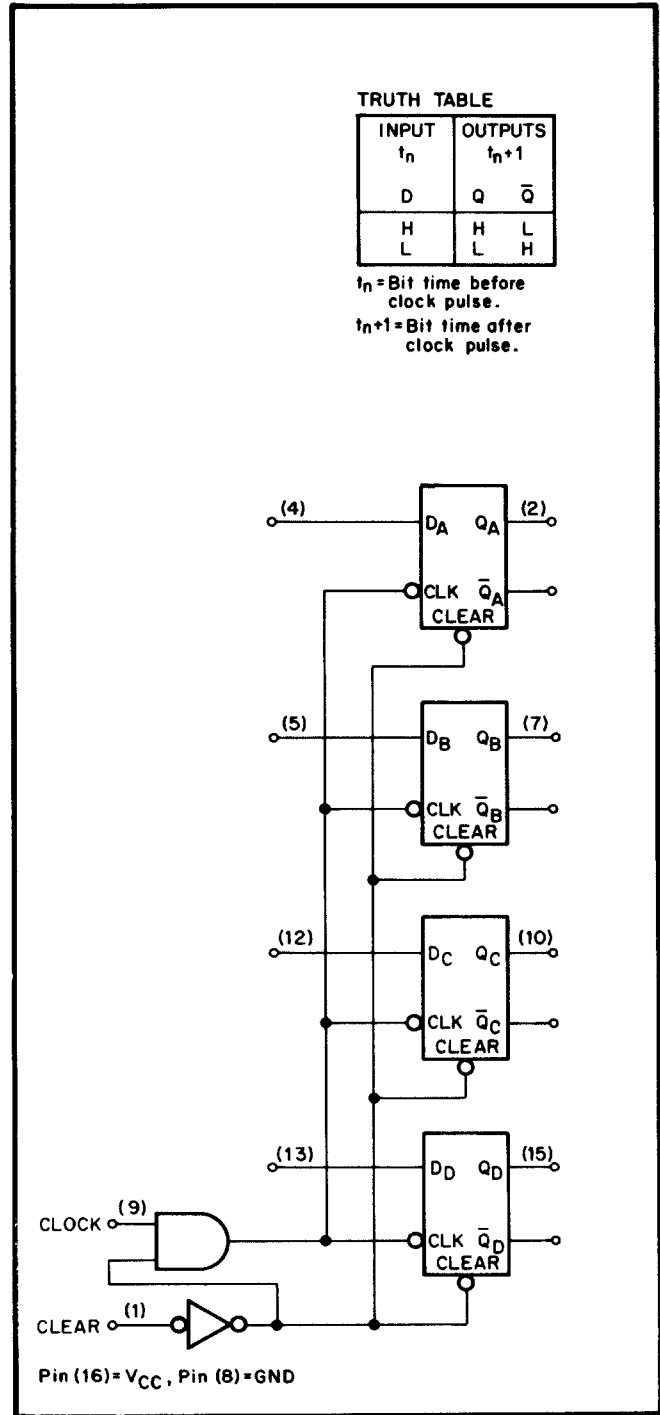 TRUTH TABLE
INPUT OUTPUTS
tn tn+1
D Q Q̅
H H L
L L H
tn=Bit time before
clock pulse.
tn+1=Bit time after
clock pulse.
(4) DA QA (2)
CLK Q̅A
CLEAR
(5) DB QB (7)
CLK Q̅B
CLEAR
(12) DC QC (10)
CLK Q̅C
CLEAR
(13) DD QD (15)
CLOCK (9) CLK Q̅D
CLEAR
CLEAR (1)
Pin (16)=VCC, Pin (8)=GND